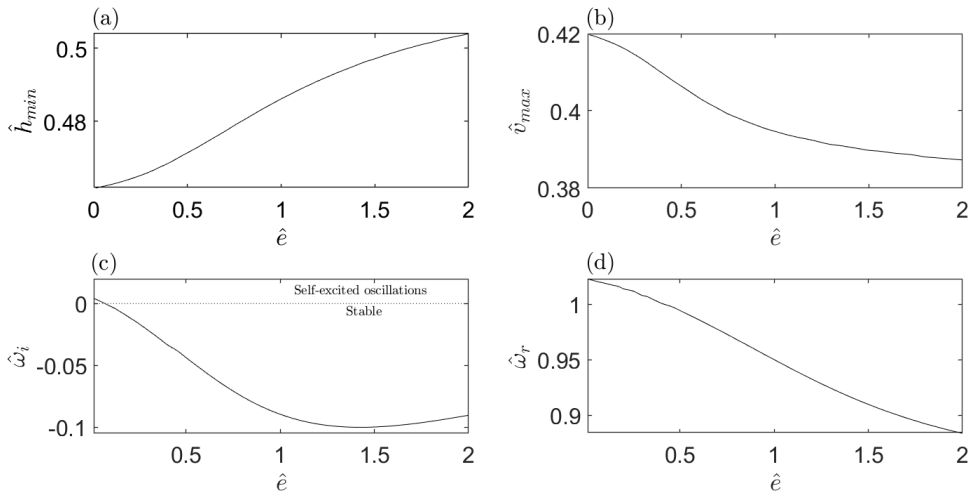 (a)
0.5
0.48
ĥ_min
0 0.5 1 1.5 2
ê
(b)
0.42
0.4
0.38
v̂_max
0 0.5 1 1.5 2
ê
(c)
0
-0.05
-0.1
ω̂_i
Self-excited oscillations
Stable
0.5 1 1.5 2
ê
(d)
1
0.95
0.9
ω̂_r
0.5 1 1.5 2
ê